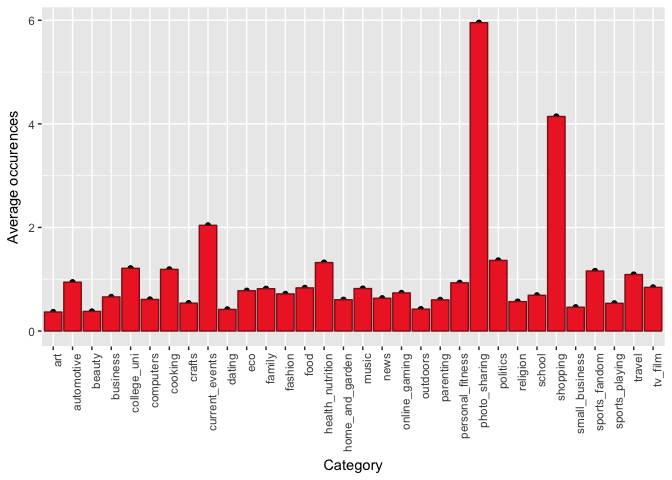 6
4
2
0
Average occurences
art
automotive
beauty
business
college_uni
computers
cooking
crafts
current_events
dating
eco
family
fashion
food
health_nutrition
home_and_garden
music
news
online_gaming
outdoors
parenting
personal_fitness
photo_sharing
politics
religion
school
shopping
small_business
sports_fandom
sports_playing
travel
tv_film
Category